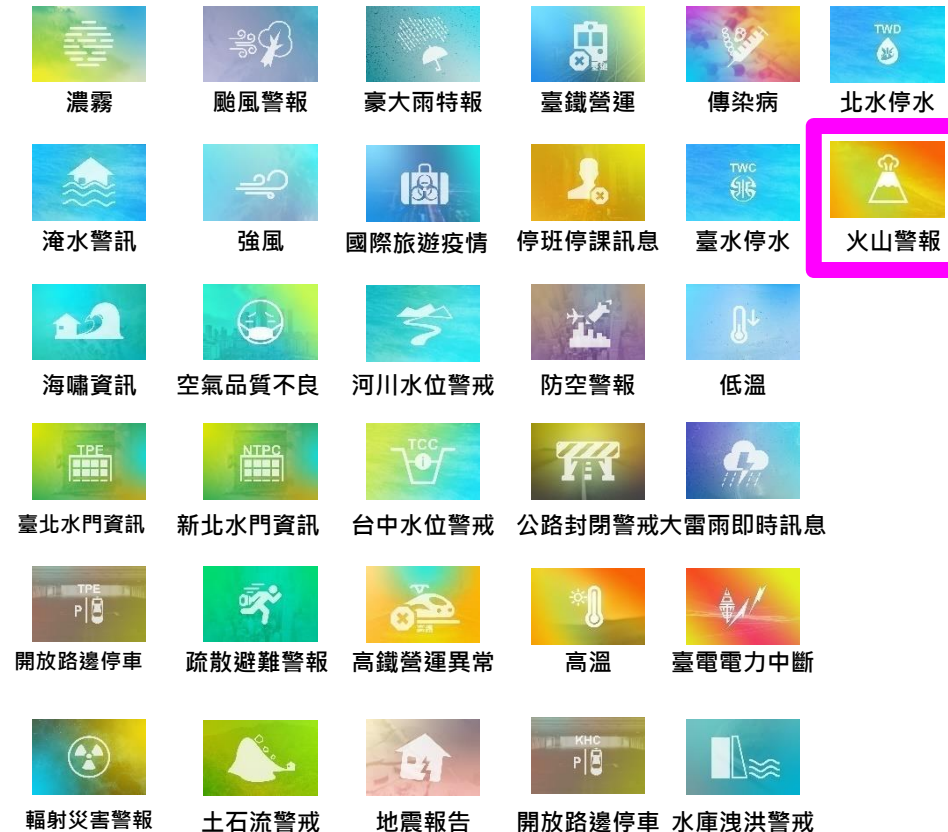 TWD
濃霧 颱風警報 豪大雨特報 臺鐵營運 傳染病 北水停水
TWC
淹水警訊 強風 國際旅遊疫情 停班停課訊息 臺水停水 火山警報
海嘯資訊 空氣品質不良 河川水位警戒 防空警報 低溫
TPE NTPC TCC
臺北水門資訊 新北水門資訊 台中水位警戒 公路封閉警戒 大雷雨即時訊息
TPE
P
電
開放路邊停車 疏散避難警報 高鐵營運異常 高溫 臺電電力中斷
KHC
P
輻射災害警報 土石流警戒 地震報告 開放路邊停車 水庫洩洪警戒